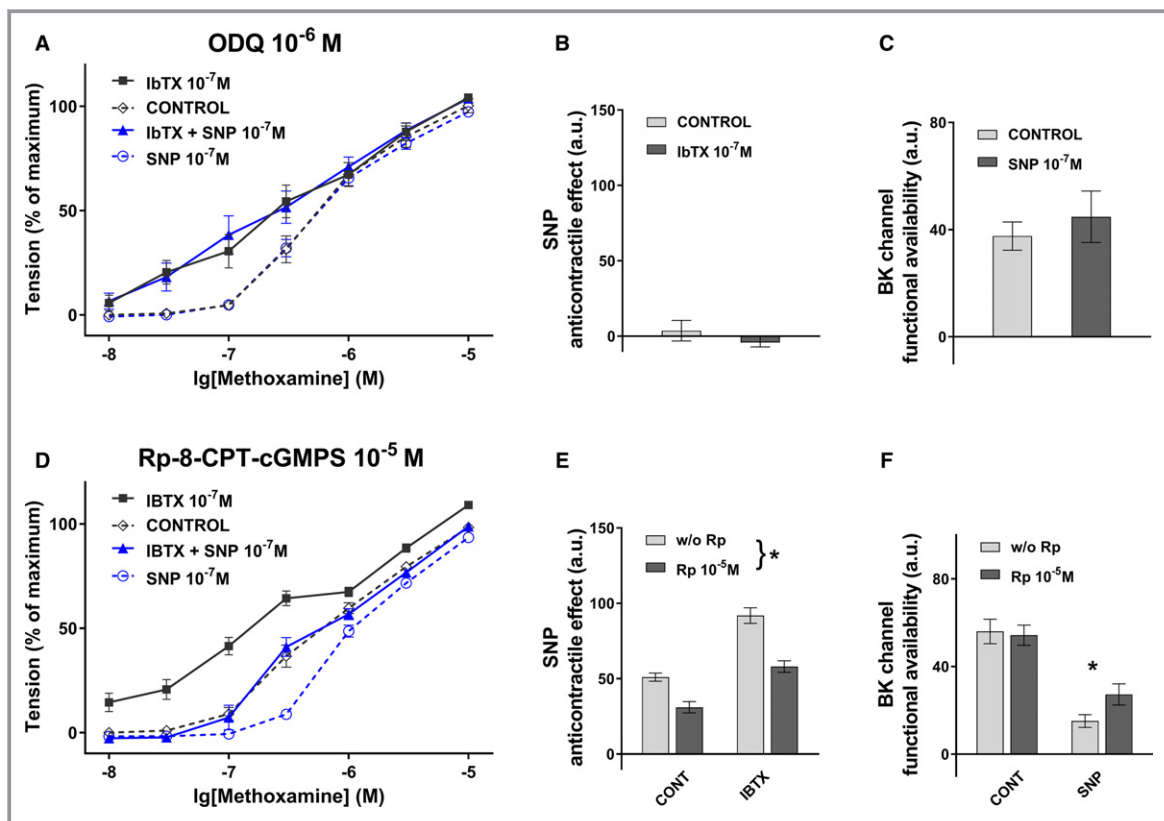 A
ODQ 10⁻⁶ M
IbTX 10⁻⁷M
CONTROL
IbTX + SNP 10⁻⁷M
SNP 10⁻⁷M
Tension (% of maximum)
100
50
0
-8
-7
-6
-5
lg[Methoxamine] (M)
B
CONTROL
IbTX 10⁻⁷M
SNP
anticontractile effect (a.u.)
150
100
50
0
-50
C
CONTROL
SNP 10⁻⁷M
BK channel
functional availability (a.u.)
80
40
0
D
Rp-8-CPT-cGMPS 10⁻⁵ M
IBTX 10⁻⁷M
CONTROL
IBTX + SNP 10⁻⁷M
SNP 10⁻⁷M
Tension (% of maximum)
100
50
0
-8
-7
-6
-5
lg[Methoxamine] (M)
E
w/o Rp
Rp 10⁻⁵M
} *
SNP
anticontractile effect (a.u.)
150
100
50
0
CONT
IBTX
F
w/o Rp
Rp 10⁻⁵M
*
BK channel
functional availability (a.u.)
80
40
0
CONT
SNP